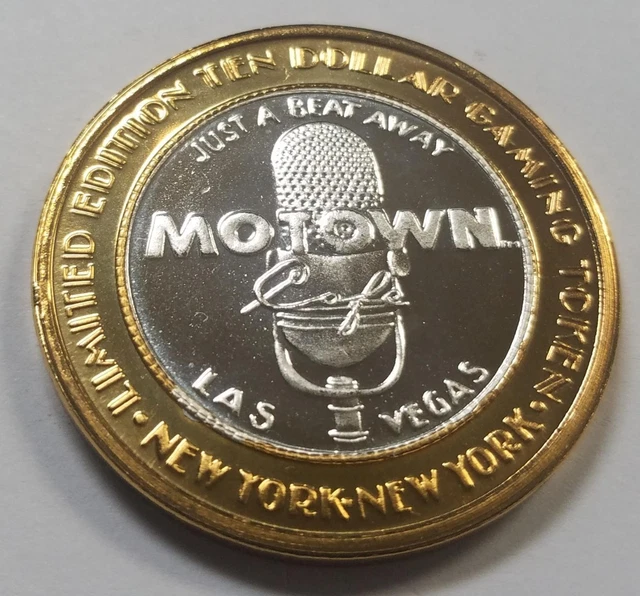 LIMITED EDITION TEN DOLLAR GAMING TOKEN
JUST A BEAT AWAY
MOTOWN
Cafe
LAS VEGAS
• NEW YORK-NEW YORK •